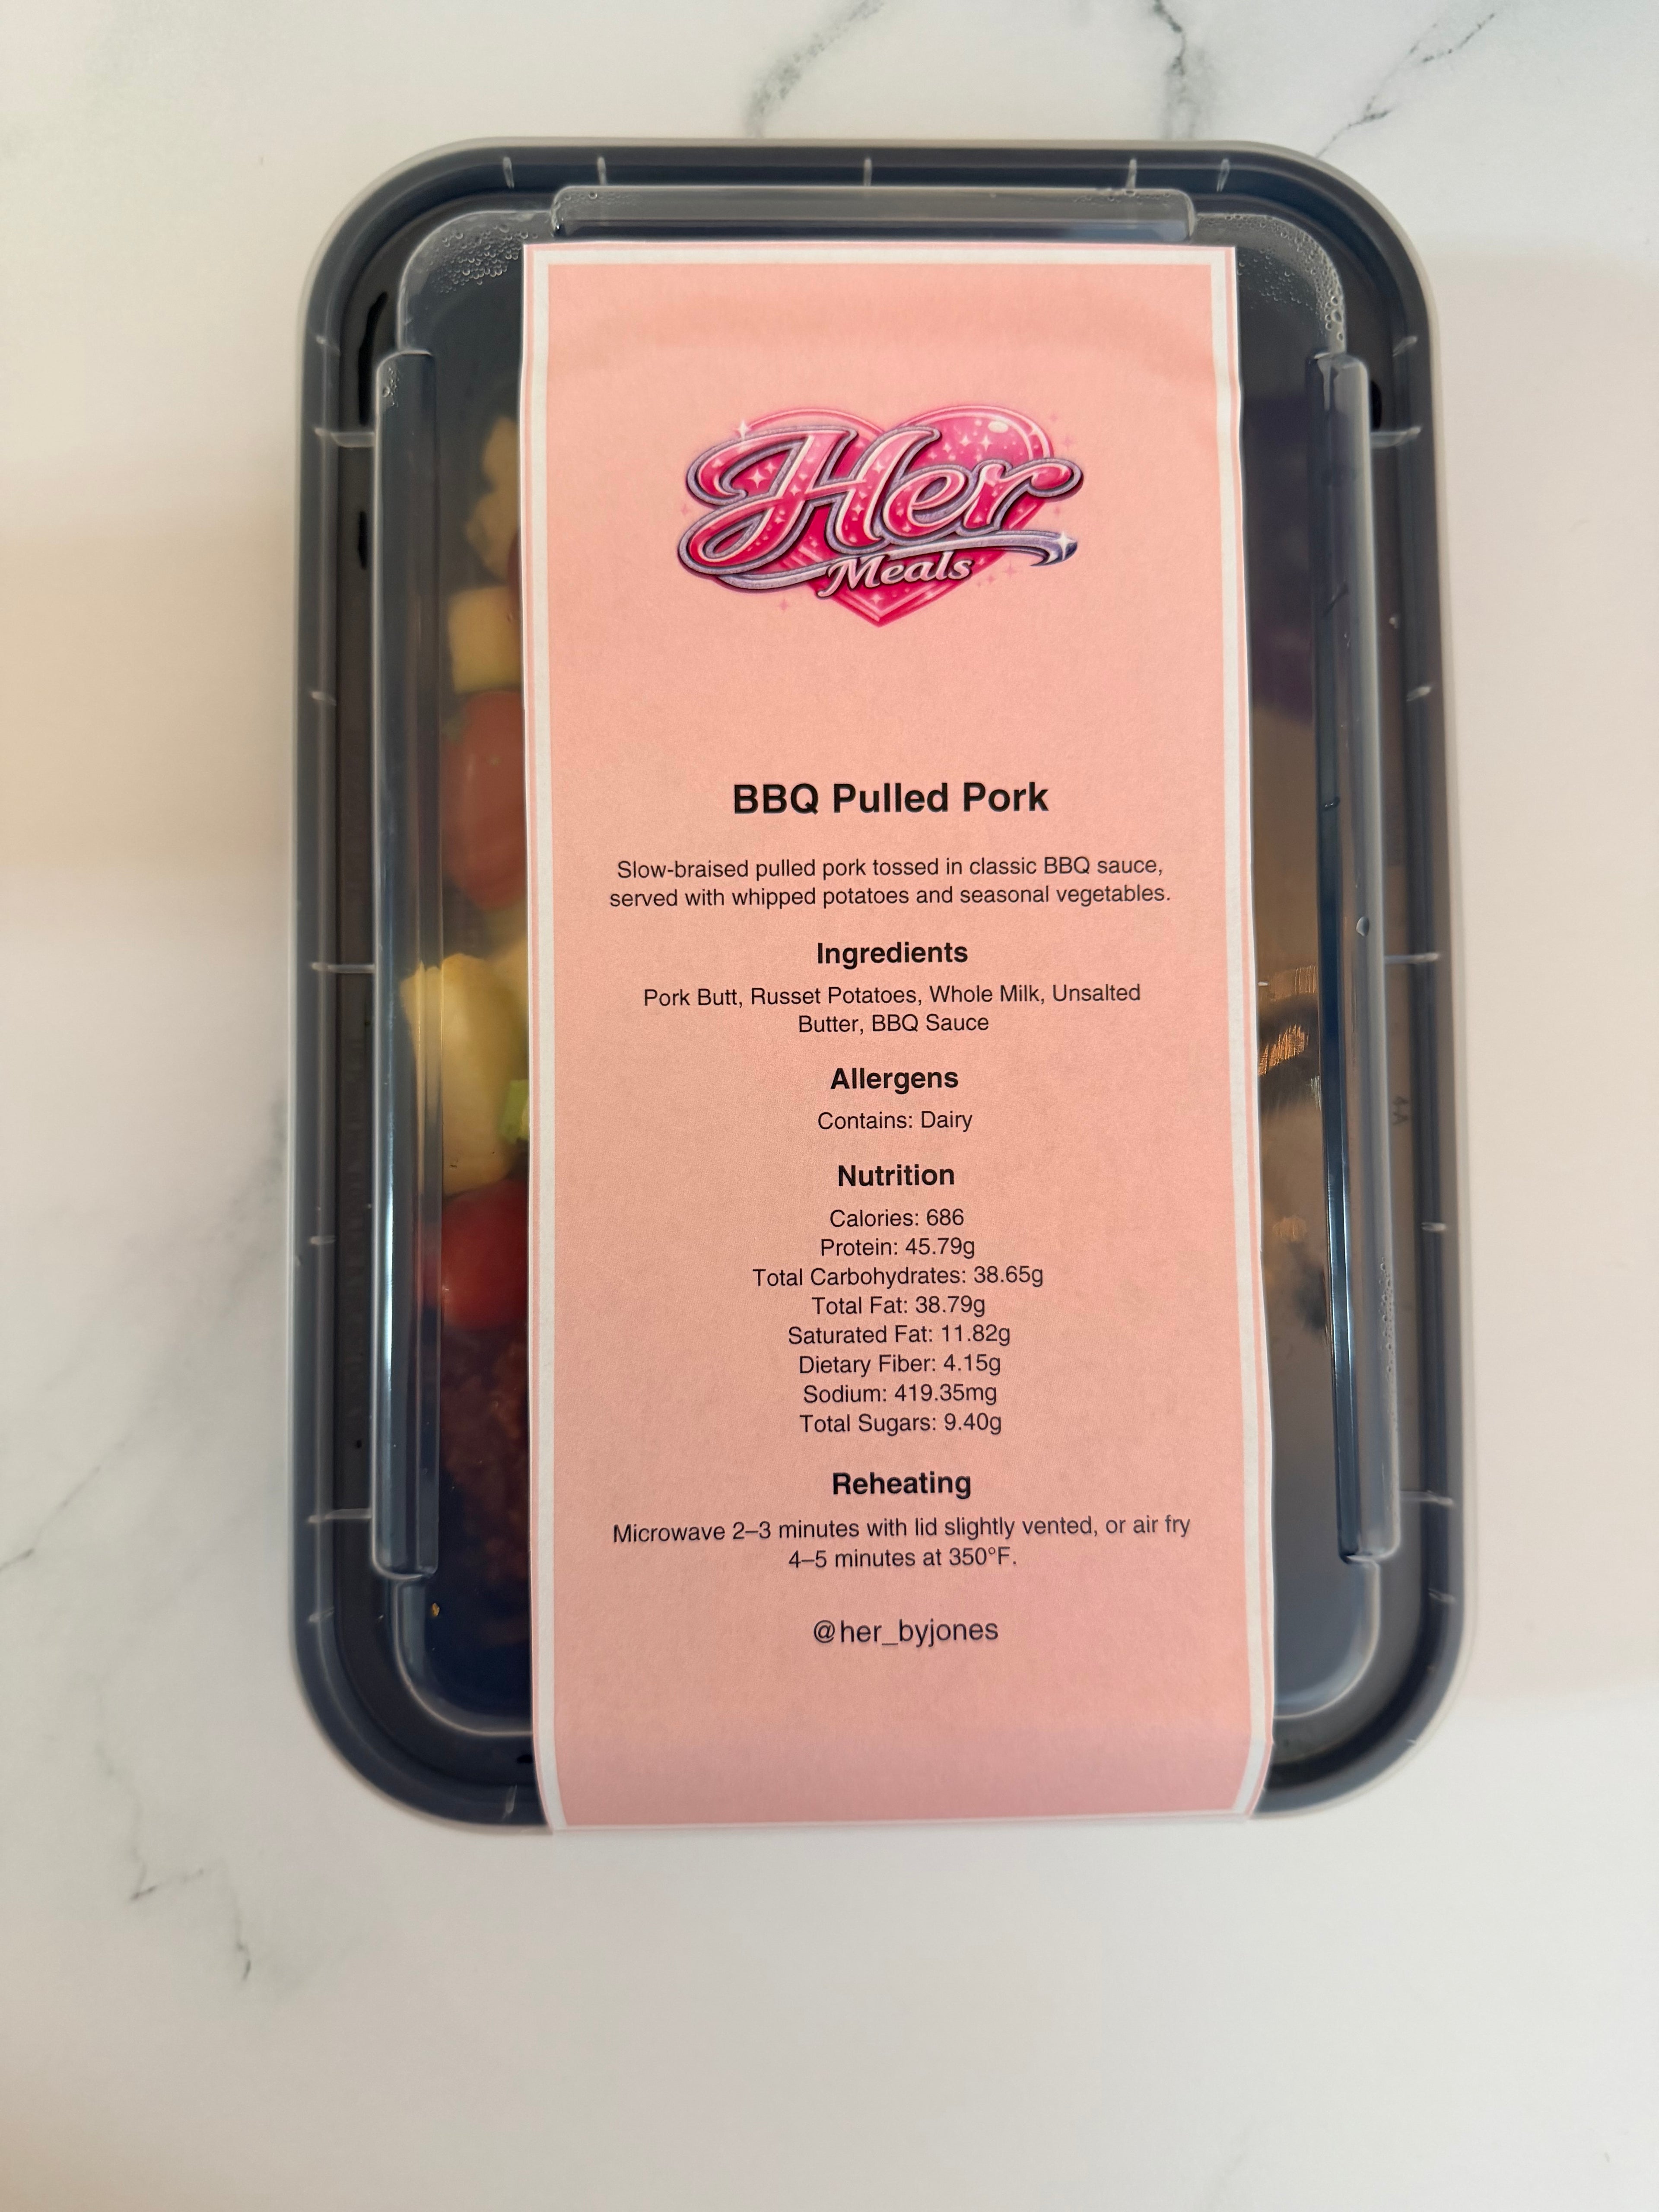 Her
Meals
BBQ Pulled Pork
Slow-braised pulled pork tossed in classic BBQ sauce,
served with whipped potatoes and seasonal vegetables.
Ingredients
Pork Butt, Russet Potatoes, Whole Milk, Unsalted
Butter, BBQ Sauce
Allergens
Contains: Dairy
Nutrition
Calories: 686
Protein: 45.79g
Total Carbohydrates: 38.65g
Total Fat: 38.79g
Saturated Fat: 11.82g
Dietary Fiber: 4.15g
Sodium: 419.35mg
Total Sugars: 9.40g
Reheating
Microwave 2–3 minutes with lid slightly vented, or air fry
4–5 minutes at 350°F.
@her_byjones